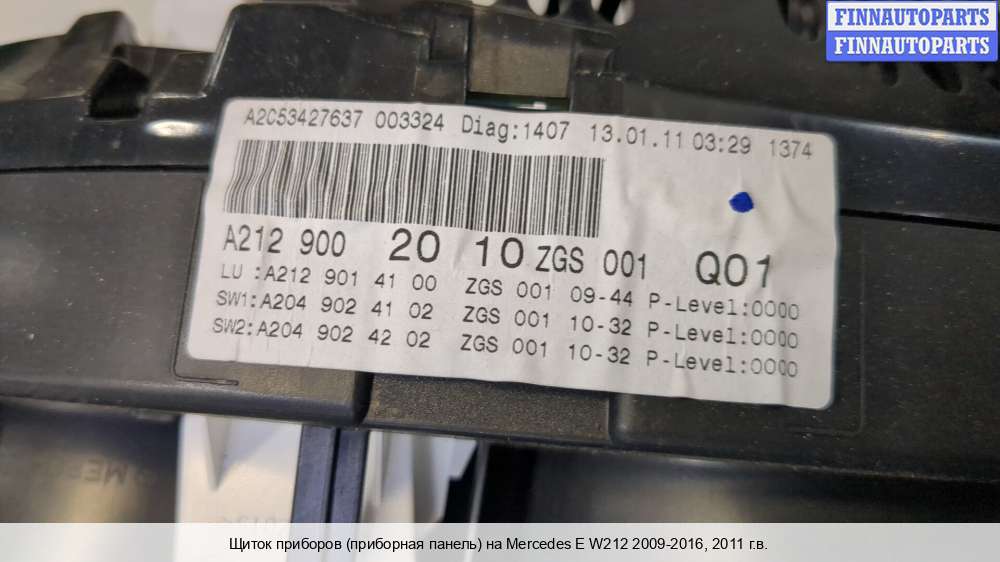 FINNAUTOPARTS
FINNAUTOPARTS
A2C53427637 003324 Diag:1407 13.01.11 03:29 1374
A212 900 20 10 ZGS 001 Q01
LU :A212 901 41 00 ZGS 001 09-44 P-Level:0000
SW1:A204 902 41 02 ZGS 001 10-32 P-Level:0000
SW2:A204 902 42 02 ZGS 001 10-32 P-Level:0000
Щиток приборов (приборная панель) на Mercedes E W212 2009-2016, 2011 г.в.